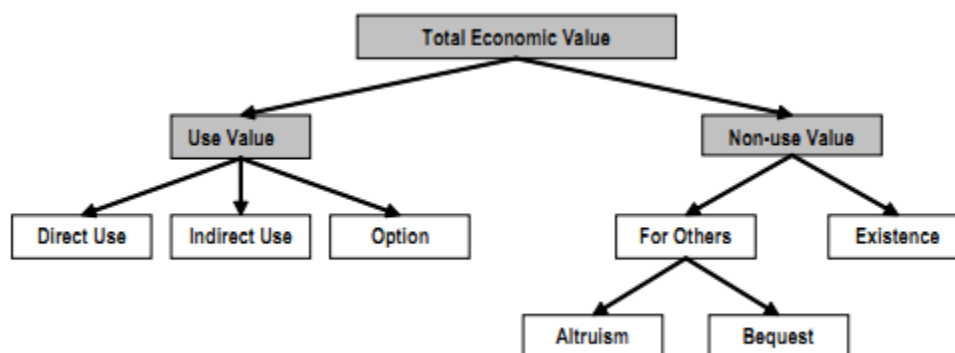 Total Economic Value
Use Value
Non-use Value
Direct Use
Indirect Use
Option
For Others
Existence
Altruism
Bequest